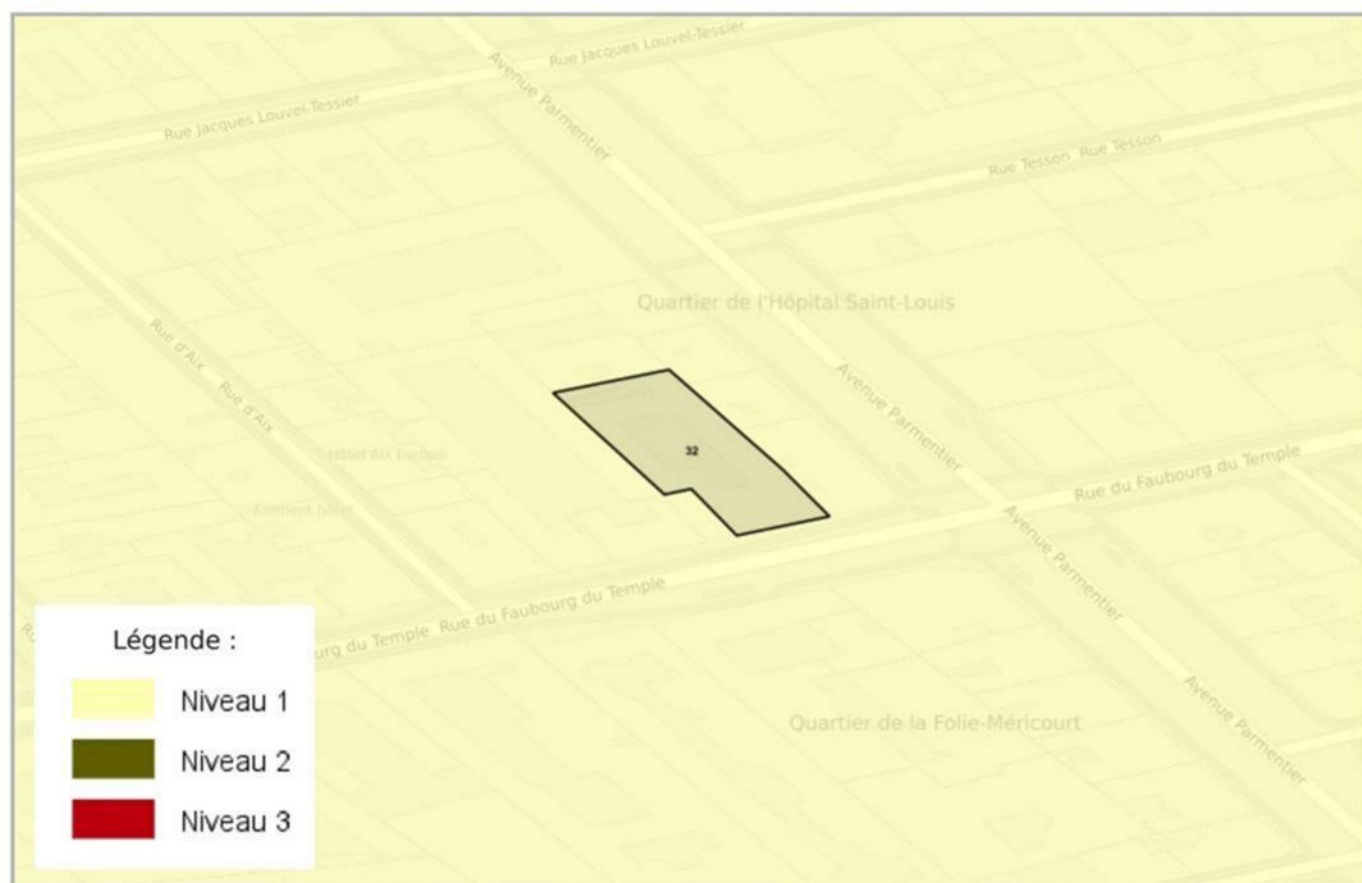 Rue Jacques Louvel-Tessier
Rue Jacques Louvel-Tessier
Avenue Parmentier
Rue Tesson Rue Tesson
Quartier de l'Hôpital Saint-Louis
Rue d'Aix
Rue d'Aix
Avenue Parmentier
32
Hôtel Aix Europe
Rue du Faubourg du Temple
hôtel
Avenue Parmentier
urg du Temple Rue du Faubourg du Temple
Avenue Parmentier
Quartier de la Folie-Méricourt
Légende :
Niveau 1
Niveau 2
Niveau 3